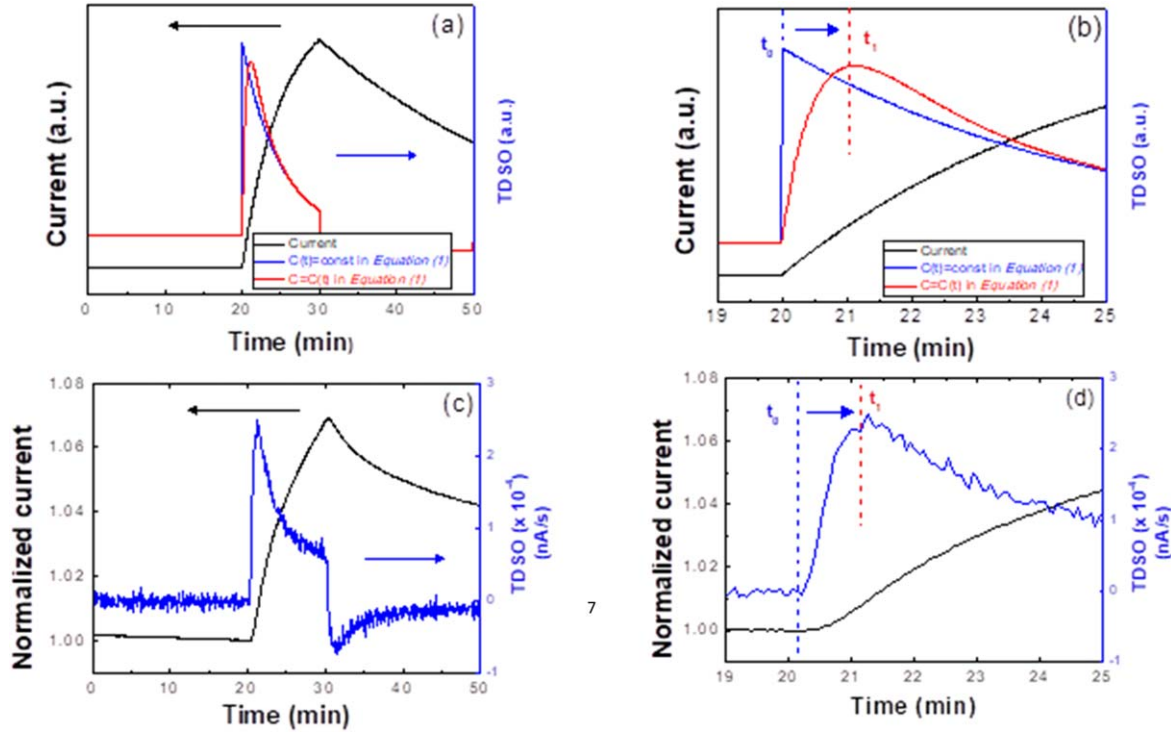 (a)
Current (a.u.)
TDSO (a.u.)
Current
C(t)=const in Equation (1)
C=C(t) in Equation (1)
0 10 20 30 40 50
Time (min)
(b)
t0 t1
Current (a.u.)
TDSO (a.u.)
Current
C(t)=const in Equation (1)
C=C(t) in Equation (1)
19 20 21 22 23 24 25
Time (min)
(c)
Normalized current
1.08
1.06
1.04
1.02
1.00
3
2
1
0
-1
TDSO (x 10-4)
(nA/s)
0 10 20 30 40 50
Time (min)
7
(d)
t0 t1
Normalized current
1.08
1.06
1.04
1.02
1.00
3
2
1
0
-1
TDSO (x 10-4)
(nA/s)
19 20 21 22 23 24 25
Time (min)